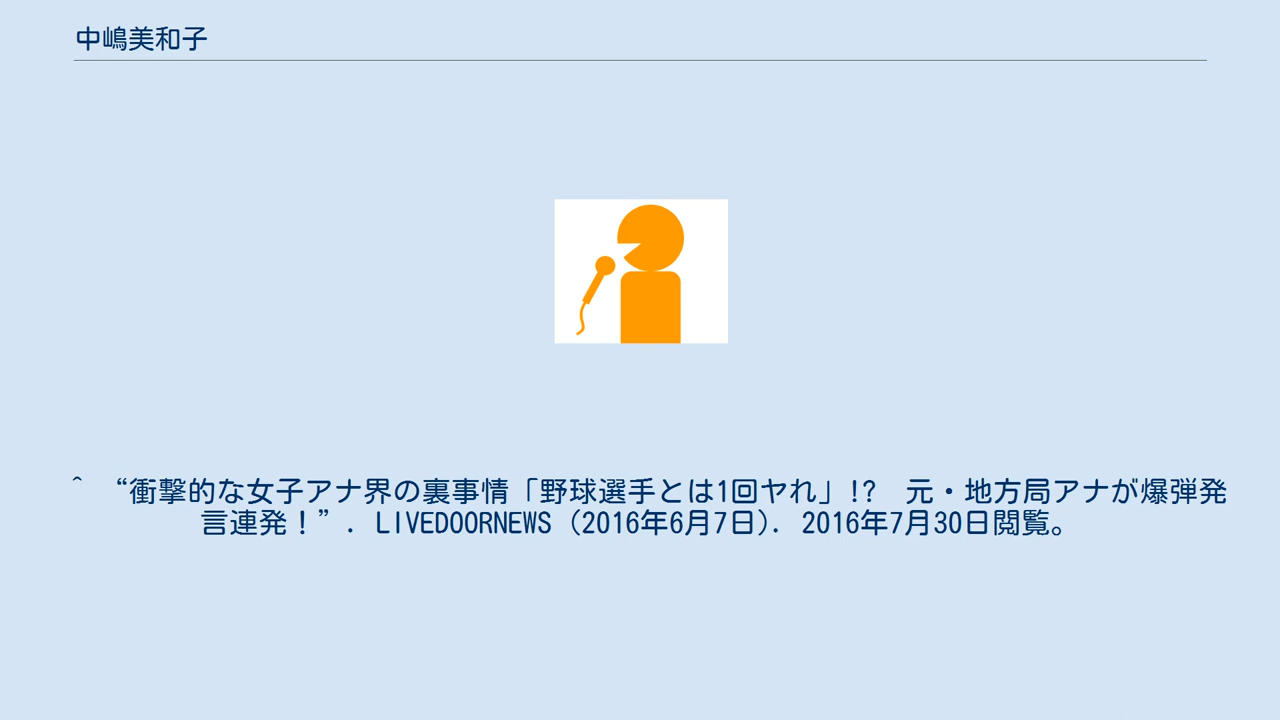 中嶋美和子
^ “衝撃的な女子アナ界の裏事情「野球選手とは1回ヤれ」!?　元・地方局アナが爆弾発
言連発！”. LIVEDOORNEWS (2016年6月7日). 2016年7月30日閲覧。